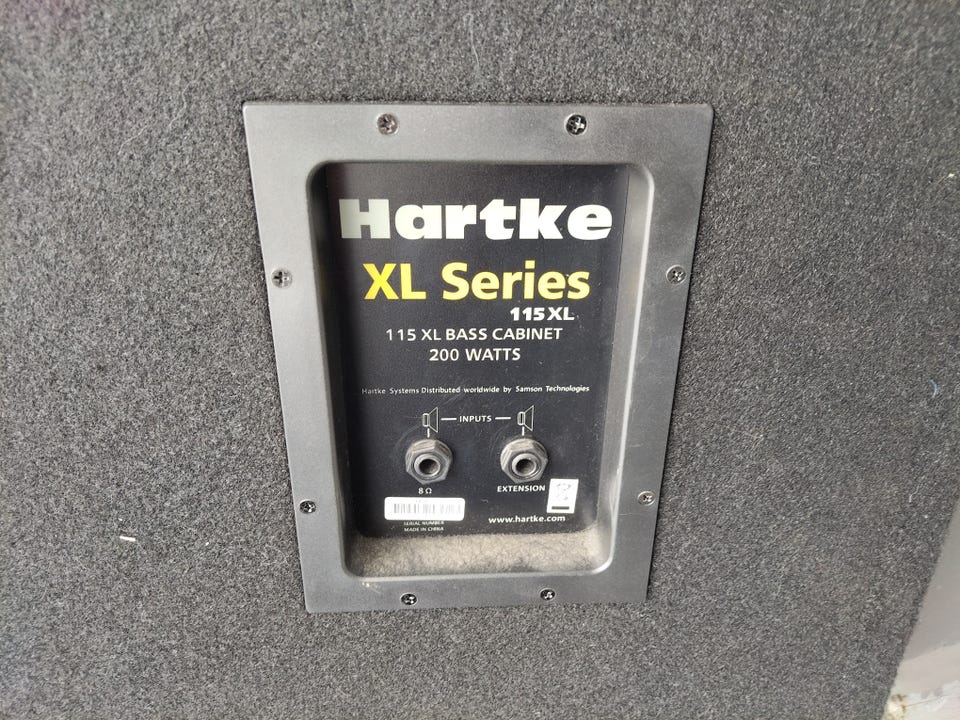 Hartke
XL Series
115XL
115 XL BASS CABINET
200 WATTS
Hartke Systems Distributed worldwide by Samson Technologies
INPUTS
8Ω
EXTENSION
SERIAL NUMBER
MADE IN CHINA
www.hartke.com